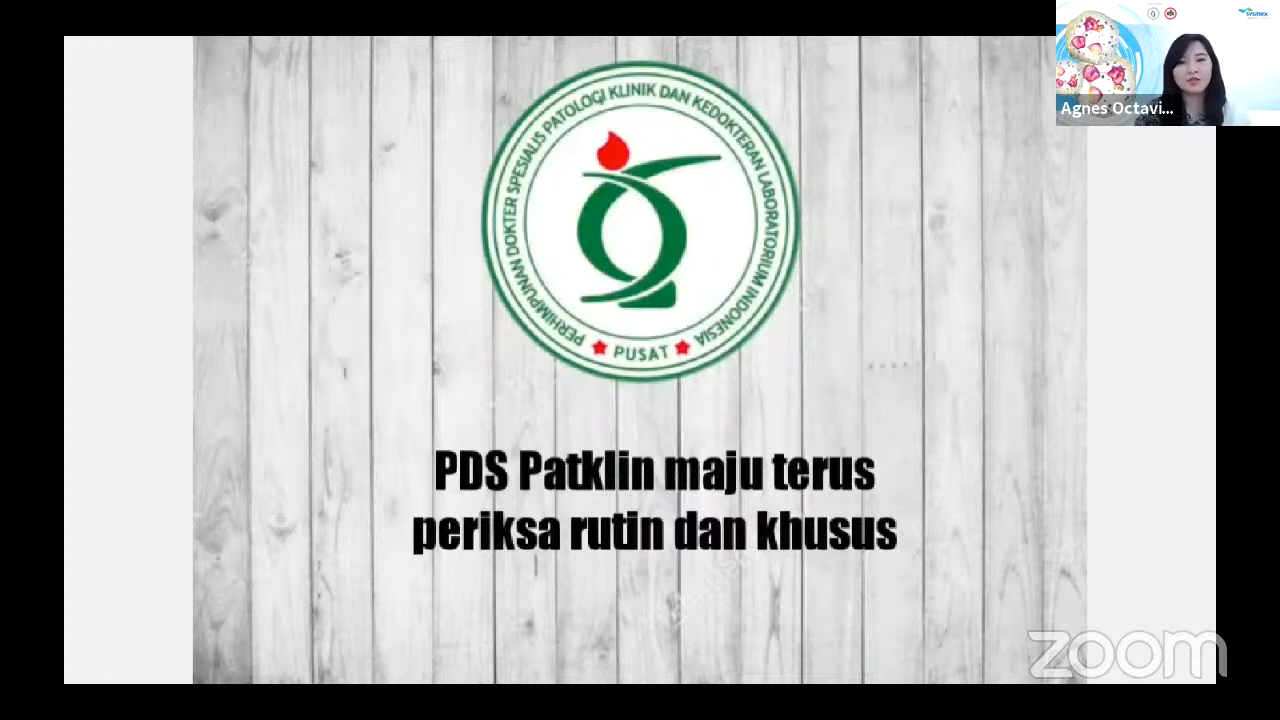 sysmex
Agnes Octavi...
PERHIMPUNAN DOKTER SPESIALIS PATOLOGI KLINIK DAN KEDOKTERAN LABORATORIUM INDONESIA
PUSAT
PDS Patklin maju terus
periksa rutin dan khusus
zoom